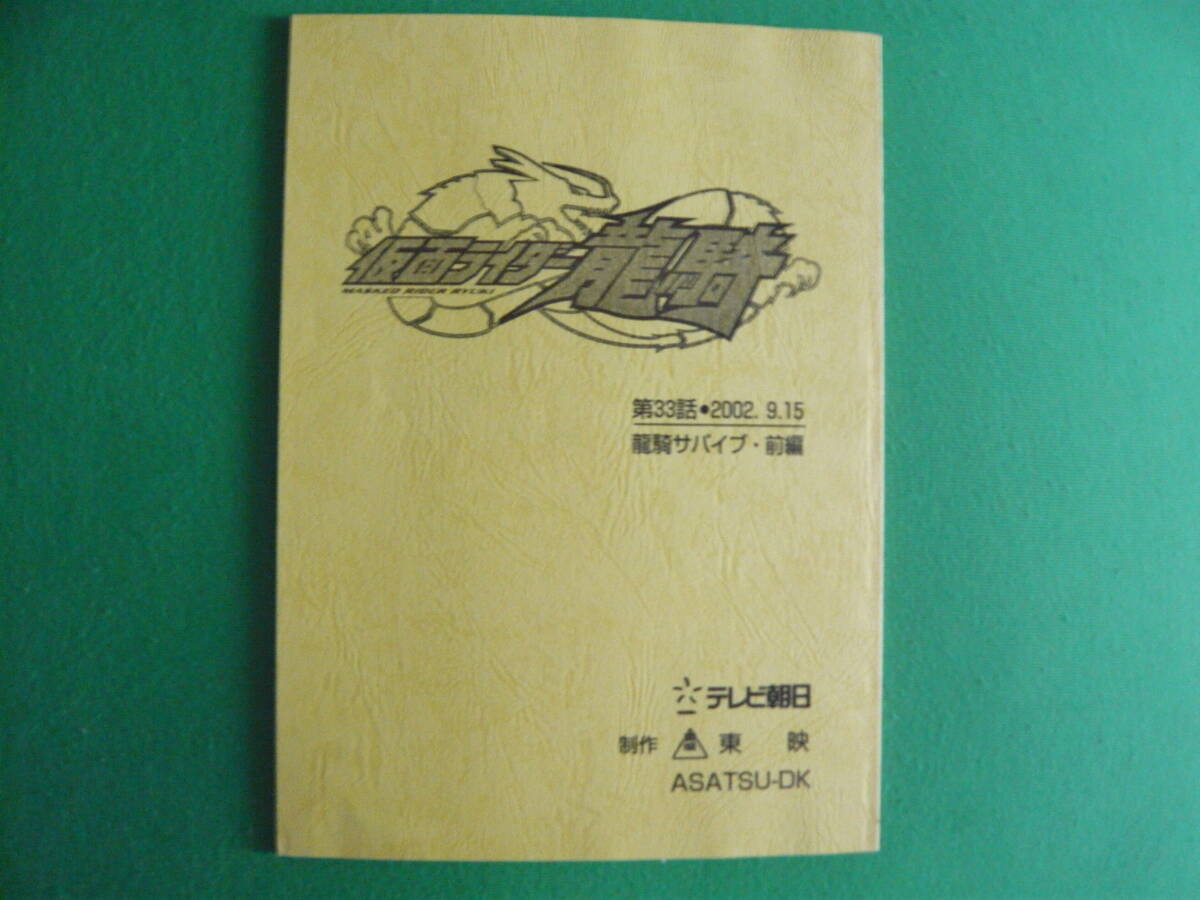 仮面ライダー龍騎
MASKED RIDER RYUKI
第33話●2002. 9.15
龍騎サバイブ・前編
テレビ朝日
制作 東映
ASATSU-DK